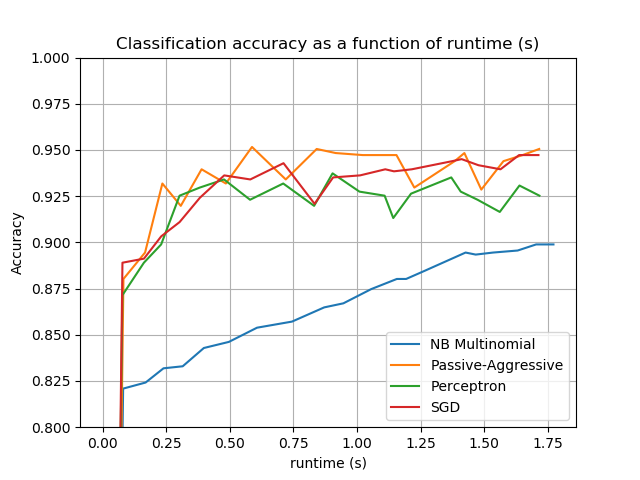 Classification accuracy as a function of runtime (s)
1.000
0.975
0.950
0.925
0.900
0.875
0.850
0.825
0.800
Accuracy
NB Multinomial
Passive-Aggressive
Perceptron
SGD
0.00 0.25 0.50 0.75 1.00 1.25 1.50 1.75
runtime (s)